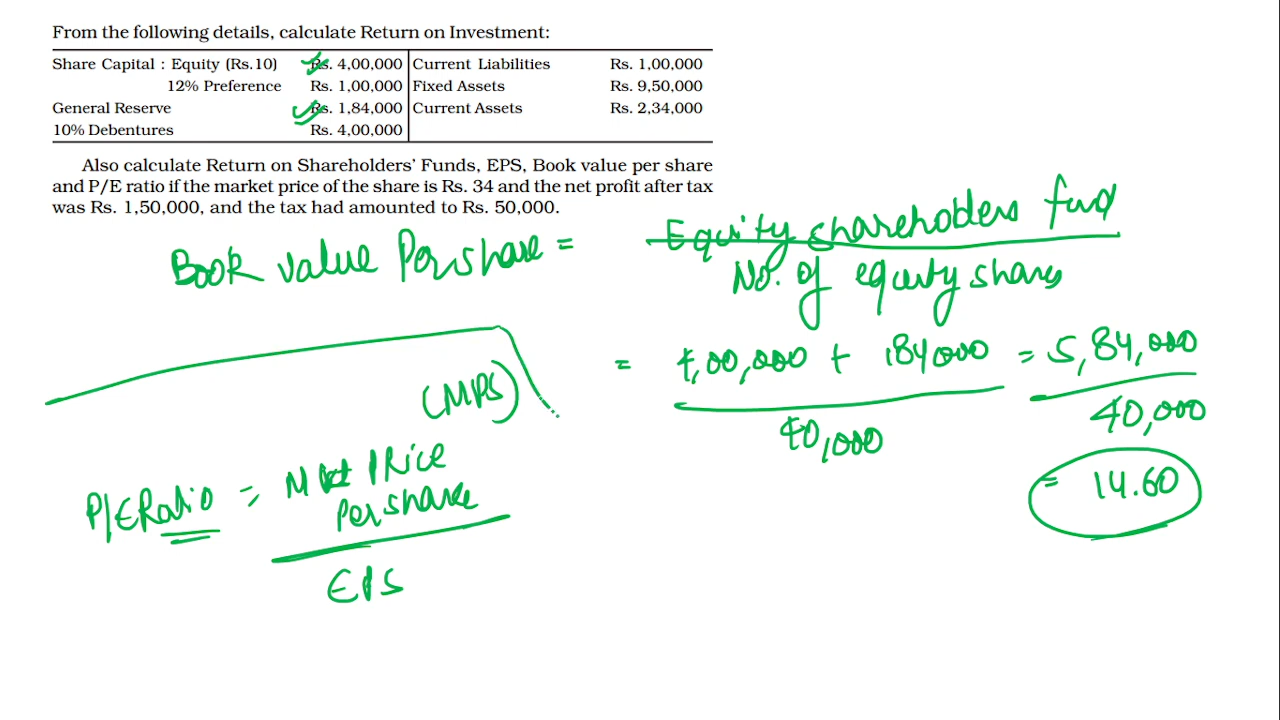 From the following details, calculate Return on Investment:
Share Capital : Equity (Rs.10) Rs. 4,00,000 Current Liabilities Rs. 1,00,000
12% Preference Rs. 1,00,000 Fixed Assets Rs. 9,50,000
General Reserve Rs. 1,84,000 Current Assets Rs. 2,34,000
10% Debentures Rs. 4,00,000
Also calculate Return on Shareholders' Funds, EPS, Book value per share
and P/E ratio if the market price of the share is Rs. 34 and the net profit after tax
was Rs. 1,50,000, and the tax had amounted to Rs. 50,000.
Book value Per share = Equity shareholders fund
No. of equity shares
= 4,00,000 + 184000 = 5,84,000
40,000 40,000
= 14.60
(MPS)
P/E Ratio = Mkt Price
Per share
EPS